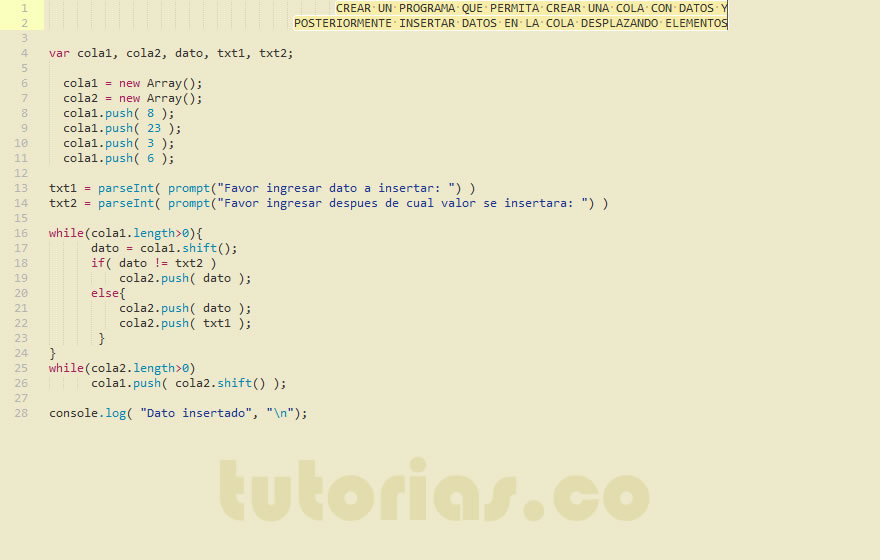 1 CREAR UN PROGRAMA QUE PERMITA CREAR UNA COLA CON DATOS Y
2 POSTERIORMENTE INSERTAR DATOS EN LA COLA DESPLAZANDO ELEMENTOS
3
4 var cola1, cola2, dato, txt1, txt2;
5
6 cola1 = new Array();
7 cola2 = new Array();
8 cola1.push( 8 );
9 cola1.push( 23 );
10 cola1.push( 3 );
11 cola1.push( 6 );
12
13 txt1 = parseInt( prompt("Favor ingresar dato a insertar: ") )
14 txt2 = parseInt( prompt("Favor ingresar despues de cual valor se insertara: ") )
15
16 while(cola1.length>0){
17 dato = cola1.shift();
18 if( dato != txt2 )
19 cola2.push( dato );
20 else{
21 cola2.push( dato );
22 cola2.push( txt1 );
23 }
24 }
25 while(cola2.length>0)
26 cola1.push( cola2.shift() );
27
28 console.log( "Dato insertado", "\n");
tutorias.co